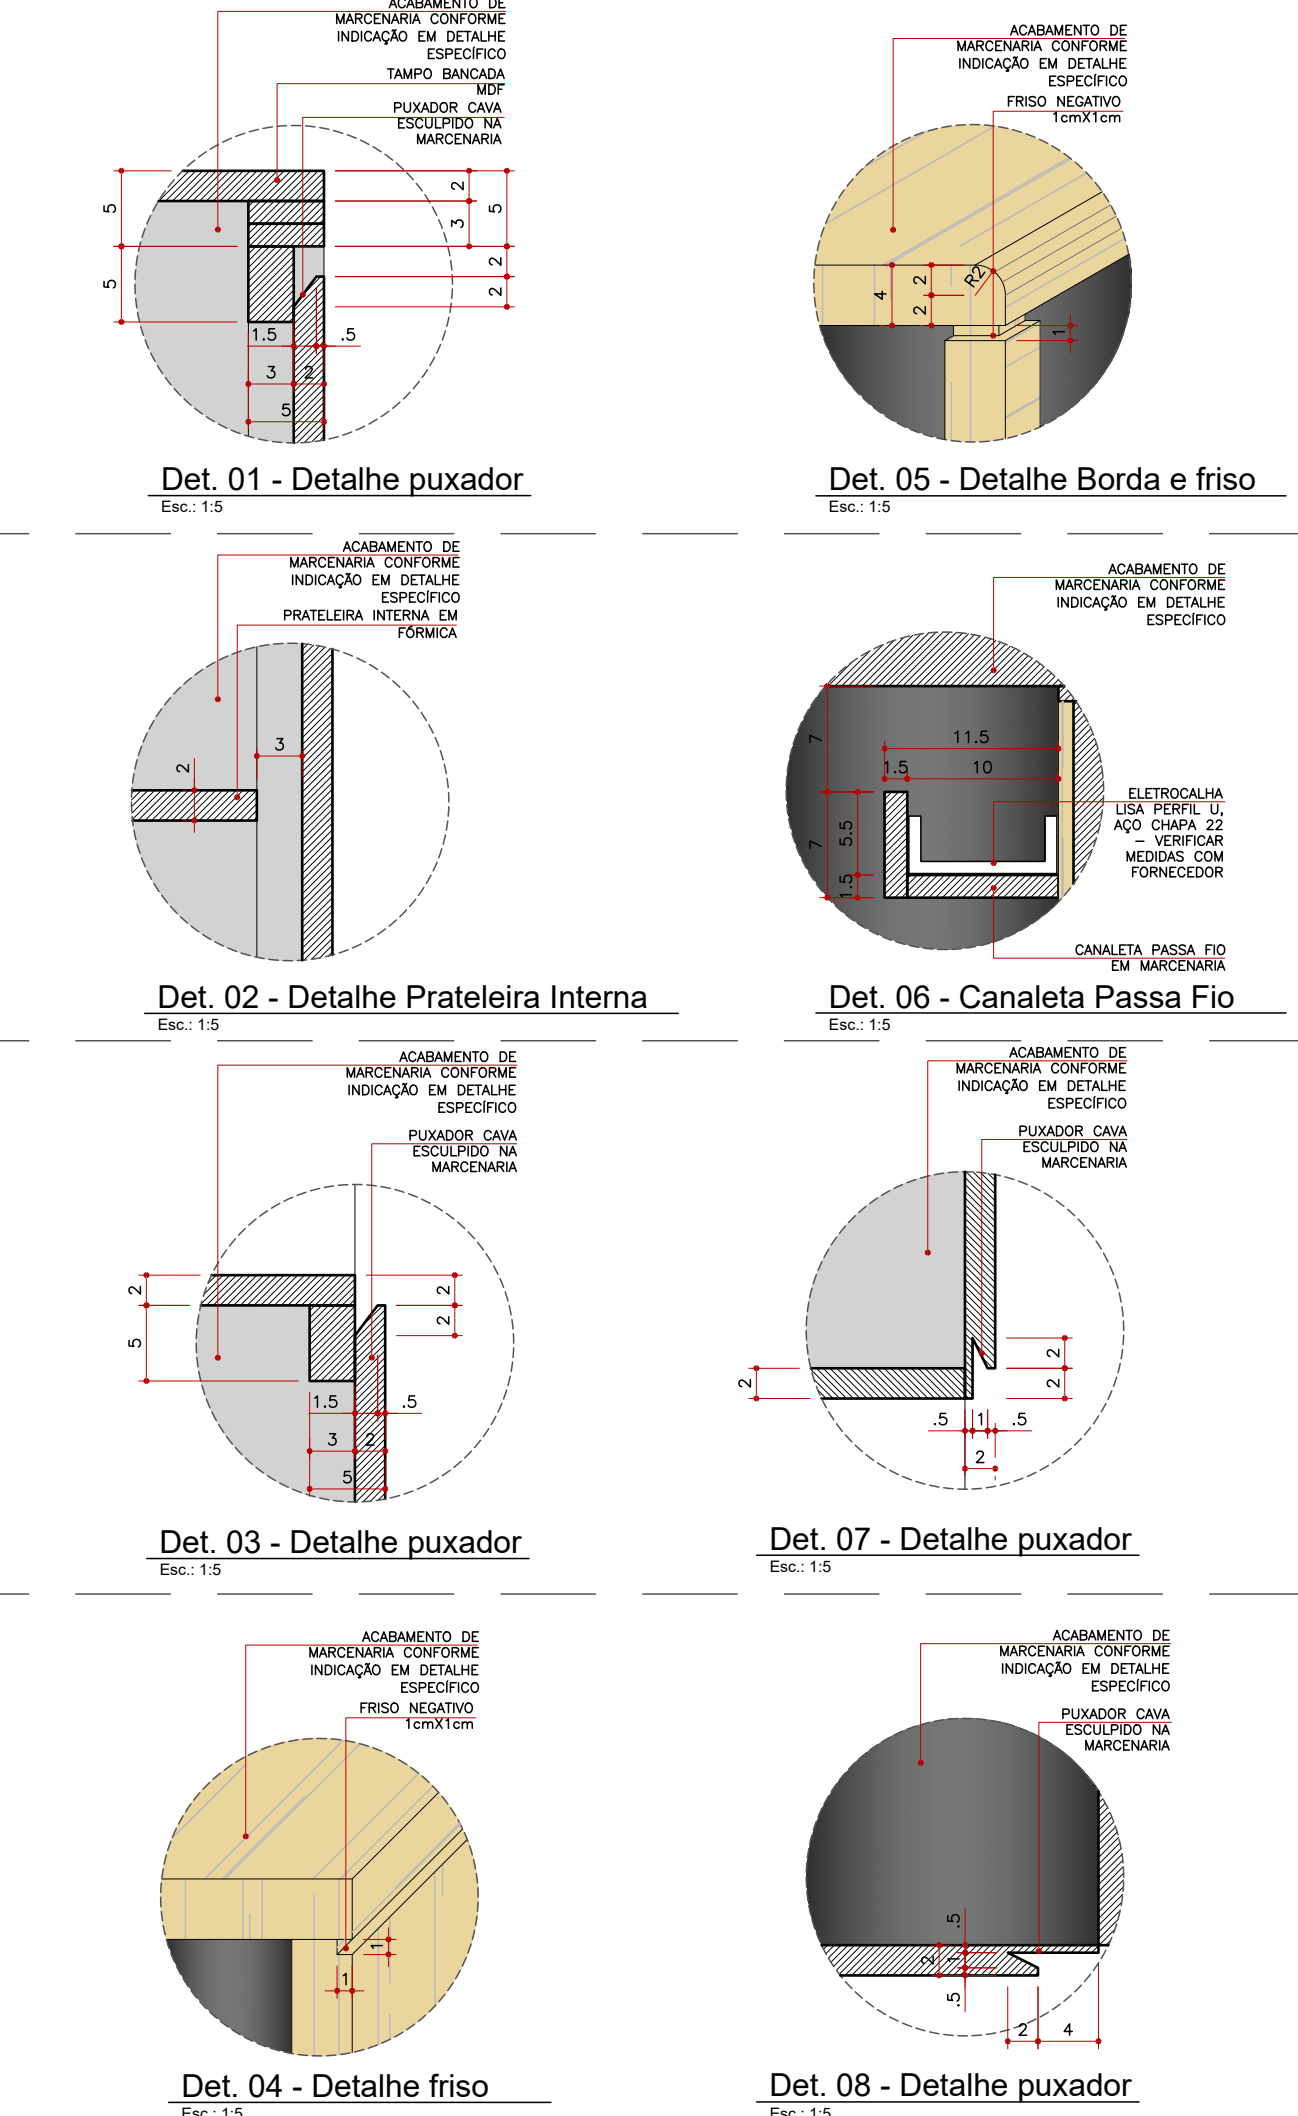 ACABAMENTO DE
MARCENARIA CONFORME
INDICAÇÃO EM DETALHE
ESPECÍFICO
TAMPO BANCADA
MDF
PUXADOR CAVA
ESCULPIDO NA
MARCENARIA
5
5
2
3
5
2
2
1.5
.5
3
2
5
Det. 01 - Detalhe puxador
Esc.: 1:5
ACABAMENTO DE
MARCENARIA CONFORME
INDICAÇÃO EM DETALHE
ESPECÍFICO
FRISO NEGATIVO
1cmX1cm
4
2
2
R2
1
Det. 05 - Detalhe Borda e friso
Esc.: 1:5
ACABAMENTO DE
MARCENARIA CONFORME
INDICAÇÃO EM DETALHE
ESPECÍFICO
PRATELEIRA INTERNA EM
FÓRMICA
3
2
Det. 02 - Detalhe Prateleira Interna
Esc.: 1:5
ACABAMENTO DE
MARCENARIA CONFORME
INDICAÇÃO EM DETALHE
ESPECÍFICO
7
11.5
1.5
10
7
5.5
1.5
ELETROCALHA
LISA PERFIL U,
AÇO CHAPA 22
– VERIFICAR
MEDIDAS COM
FORNECEDOR
CANALETA PASSA FIO
EM MARCENARIA
Det. 06 - Canaleta Passa Fio
Esc.: 1:5
ACABAMENTO DE
MARCENARIA CONFORME
INDICAÇÃO EM DETALHE
ESPECÍFICO
PUXADOR CAVA
ESCULPIDO NA
MARCENARIA
2
5
2
2
1.5
.5
3
2
5
Det. 03 - Detalhe puxador
Esc.: 1:5
ACABAMENTO DE
MARCENARIA CONFORME
INDICAÇÃO EM DETALHE
ESPECÍFICO
PUXADOR CAVA
ESCULPIDO NA
MARCENARIA
2
2
2
.5
1
.5
2
Det. 07 - Detalhe puxador
Esc.: 1:5
ACABAMENTO DE
MARCENARIA CONFORME
INDICAÇÃO EM DETALHE
ESPECÍFICO
FRISO NEGATIVO
1cmX1cm
1
1
Det. 04 - Detalhe friso
Esc.: 1:5
ACABAMENTO DE
MARCENARIA CONFORME
INDICAÇÃO EM DETALHE
ESPECÍFICO
PUXADOR CAVA
ESCULPIDO NA
MARCENARIA
.5
2
1
.5
2
4
Det. 08 - Detalhe puxador
Esc.: 1:5